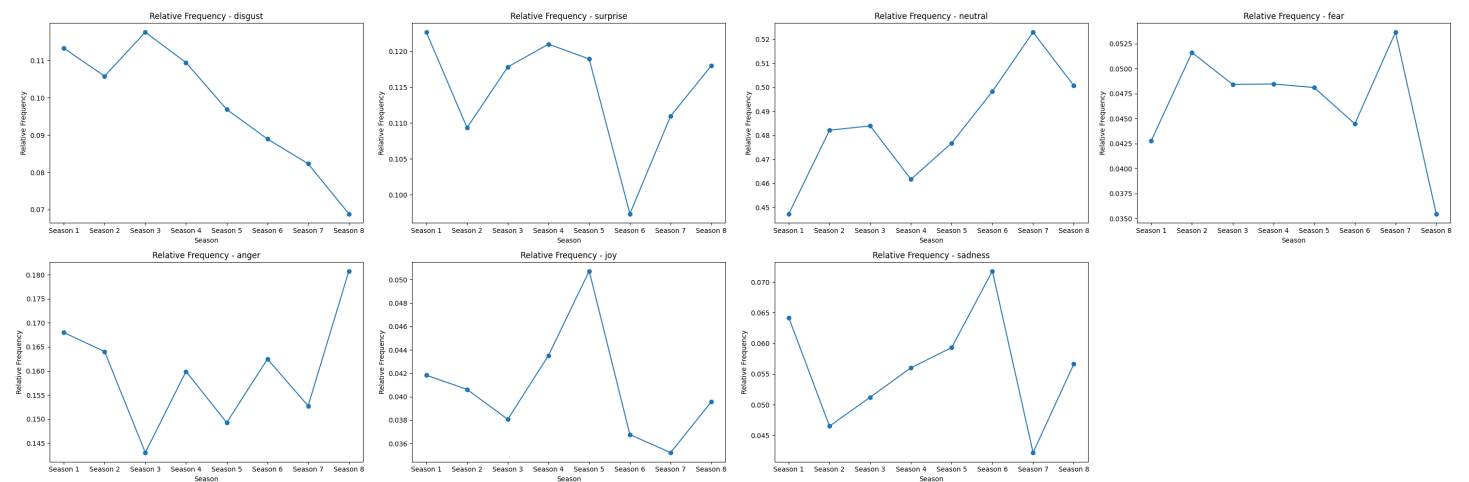 Relative Frequency - disgust
Relative Frequency
0.11
0.10
0.09
0.08
0.07
Season 1 Season 2 Season 3 Season 4 Season 5 Season 6 Season 7 Season 8
Season
Relative Frequency - surprise
Relative Frequency
0.120
0.115
0.110
0.105
0.100
Season 1 Season 2 Season 3 Season 4 Season 5 Season 6 Season 7 Season 8
Season
Relative Frequency - neutral
Relative Frequency
0.52
0.51
0.50
0.49
0.48
0.47
0.46
0.45
Season 1 Season 2 Season 3 Season 4 Season 5 Season 6 Season 7 Season 8
Season
Relative Frequency - fear
Relative Frequency
0.0525
0.0500
0.0475
0.0450
0.0425
0.0400
0.0375
0.0350
Season 1 Season 2 Season 3 Season 4 Season 5 Season 6 Season 7 Season 8
Season
Relative Frequency - anger
Relative Frequency
0.180
0.175
0.170
0.165
0.160
0.155
0.150
0.145
Season 1 Season 2 Season 3 Season 4 Season 5 Season 6 Season 7 Season 8
Season
Relative Frequency - joy
Relative Frequency
0.050
0.048
0.046
0.044
0.042
0.040
0.038
0.036
Season 1 Season 2 Season 3 Season 4 Season 5 Season 6 Season 7 Season 8
Season
Relative Frequency - sadness
Relative Frequency
0.070
0.065
0.060
0.055
0.050
0.045
Season 1 Season 2 Season 3 Season 4 Season 5 Season 6 Season 7 Season 8
Season